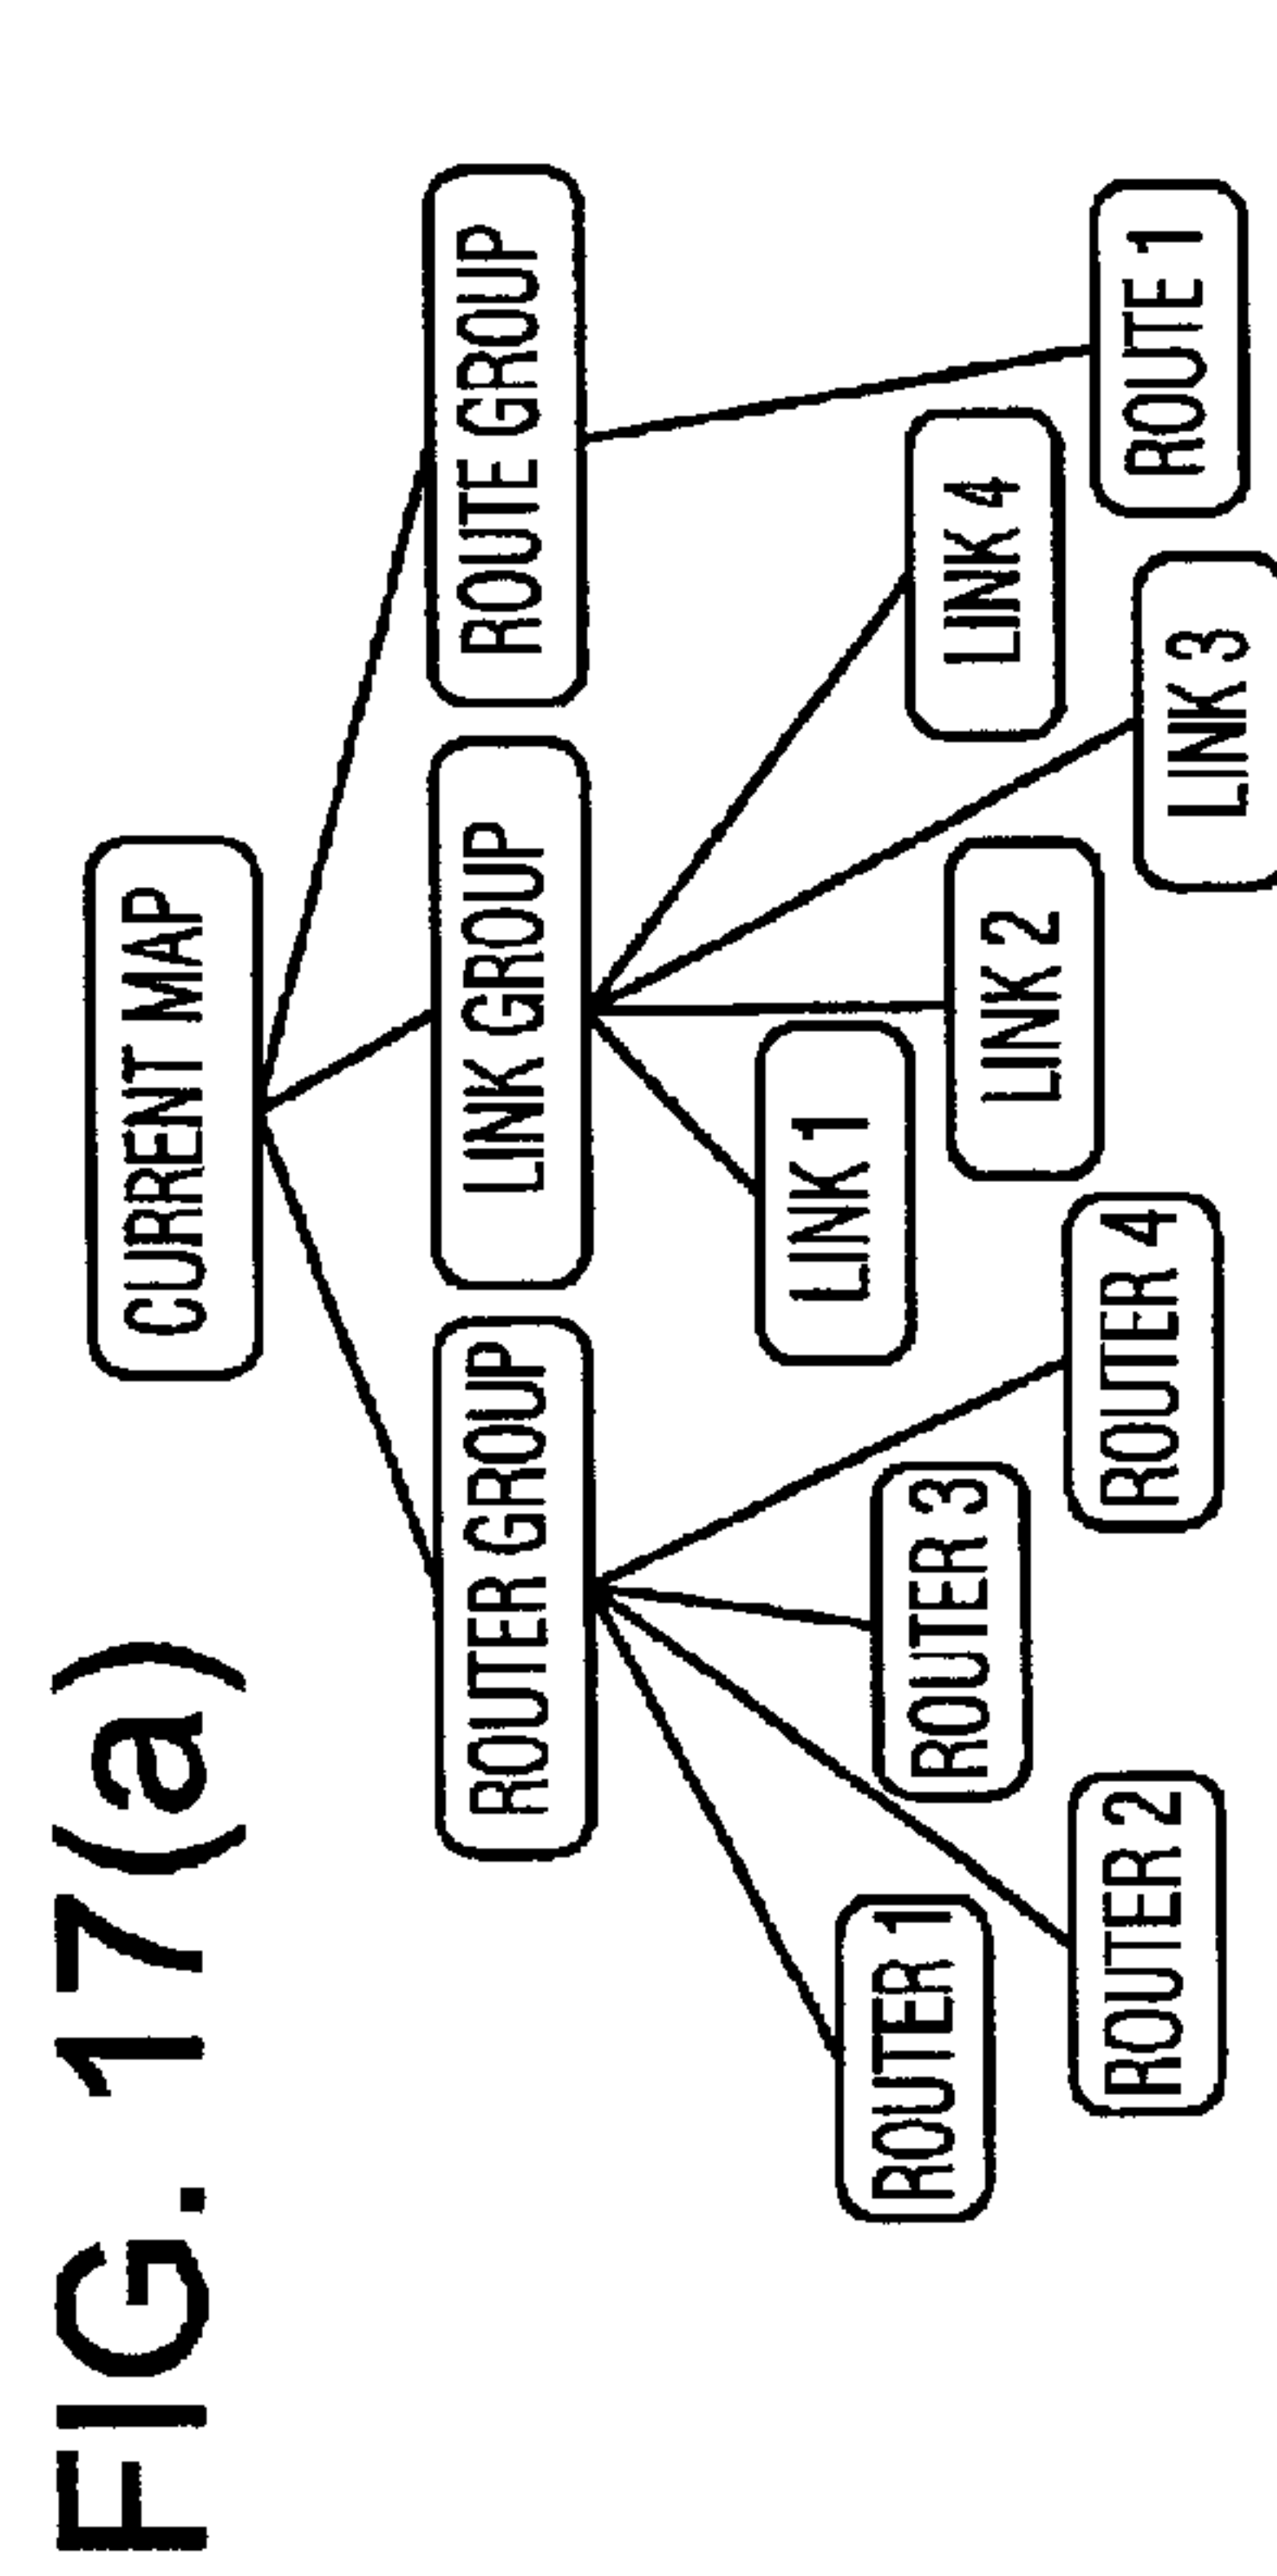 FIG. 17(a)
CURRENT MAP
ROUTER GROUP
LINK GROUP
ROUTE GROUP
ROUTER 1
ROUTER 2
ROUTER 3
ROUTER 4
LINK 1
LINK 2
LINK 3
LINK 4
ROUTE 1